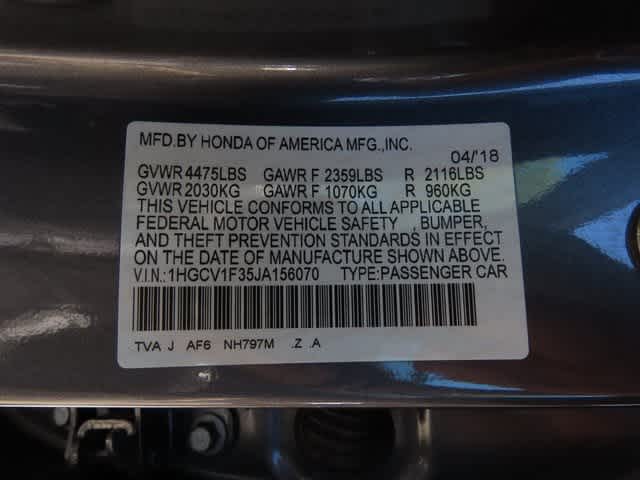 MFD.BY HONDA OF AMERICA MFG.,INC.
04/'18
GVWR 4475LBS GAWR F 2359LBS R 2116LBS
GVWR 2030KG GAWR F 1070KG R 960KG
THIS VEHICLE CONFORMS TO ALL APPLICABLE
FEDERAL MOTOR VEHICLE SAFETY , BUMPER,
AND THEFT PREVENTION STANDARDS IN EFFECT
ON THE DATE OF MANUFACTURE SHOWN ABOVE.
V.I.N.:1HGCV1F35JA156070 TYPE:PASSENGER CAR
TVA J AF6 NH797M .Z .A